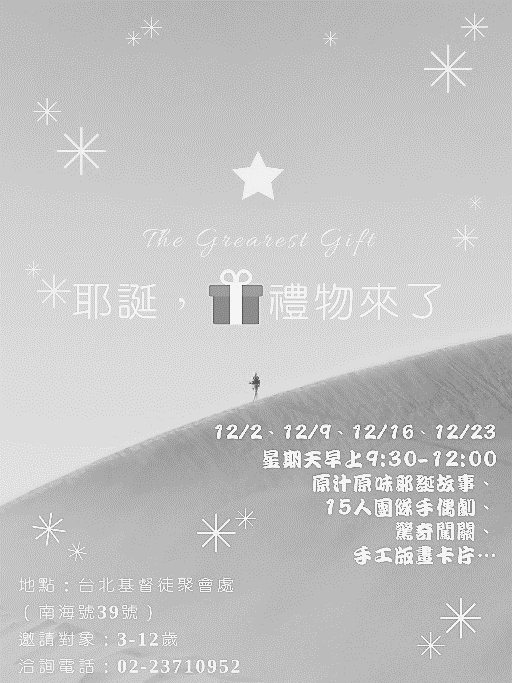 The Grearest Gift
耶誕，禮物來了
12/2、12/9、12/16、12/23
星期天早上9:30-12:00
原汁原味耶誕故事、
15人團隊手偶劇、
驚奇闖關、
手工版畫卡片…
地點：台北基督徒聚會處
（南海號39號）
邀請對象：3-12歲
洽詢電話：02-23710952